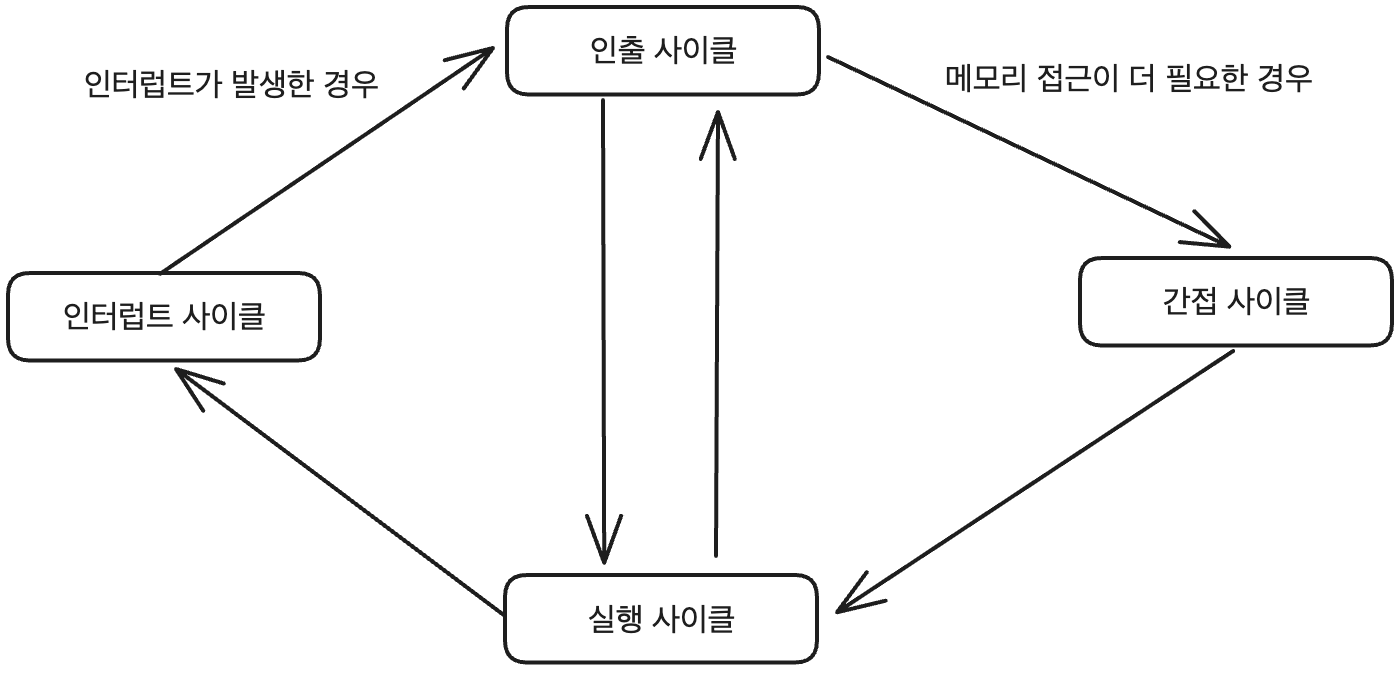 인출 사이클
인터럽트가 발생한 경우
메모리 접근이 더 필요한 경우
인터럽트 사이클
간접 사이클
실행 사이클